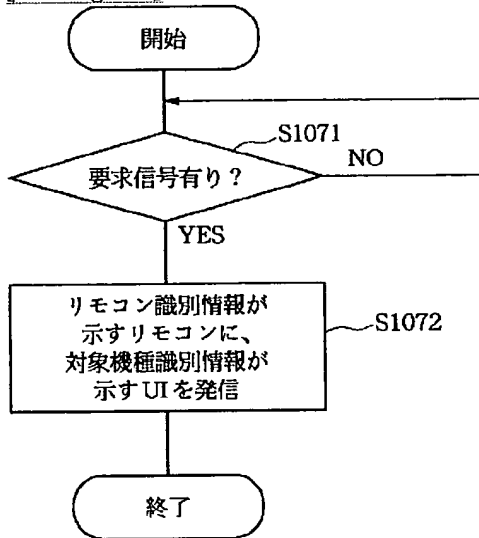 開始
S1071
要求信号有り?
NO
YES
リモコン識別情報が
示すリモコンに、
対象機種識別情報が
示すUIを発信
S1072
終了